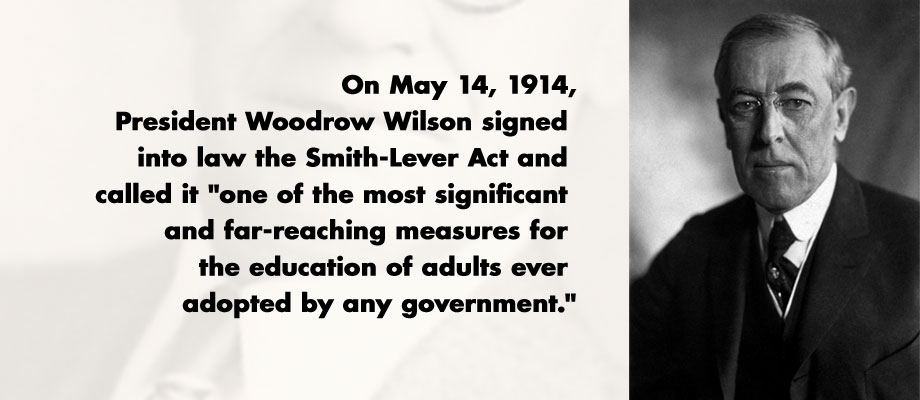 On May 14, 1914,
President Woodrow Wilson signed
into law the Smith-Lever Act and
called it "one of the most significant
and far-reaching measures for
the education of adults ever
adopted by any government."